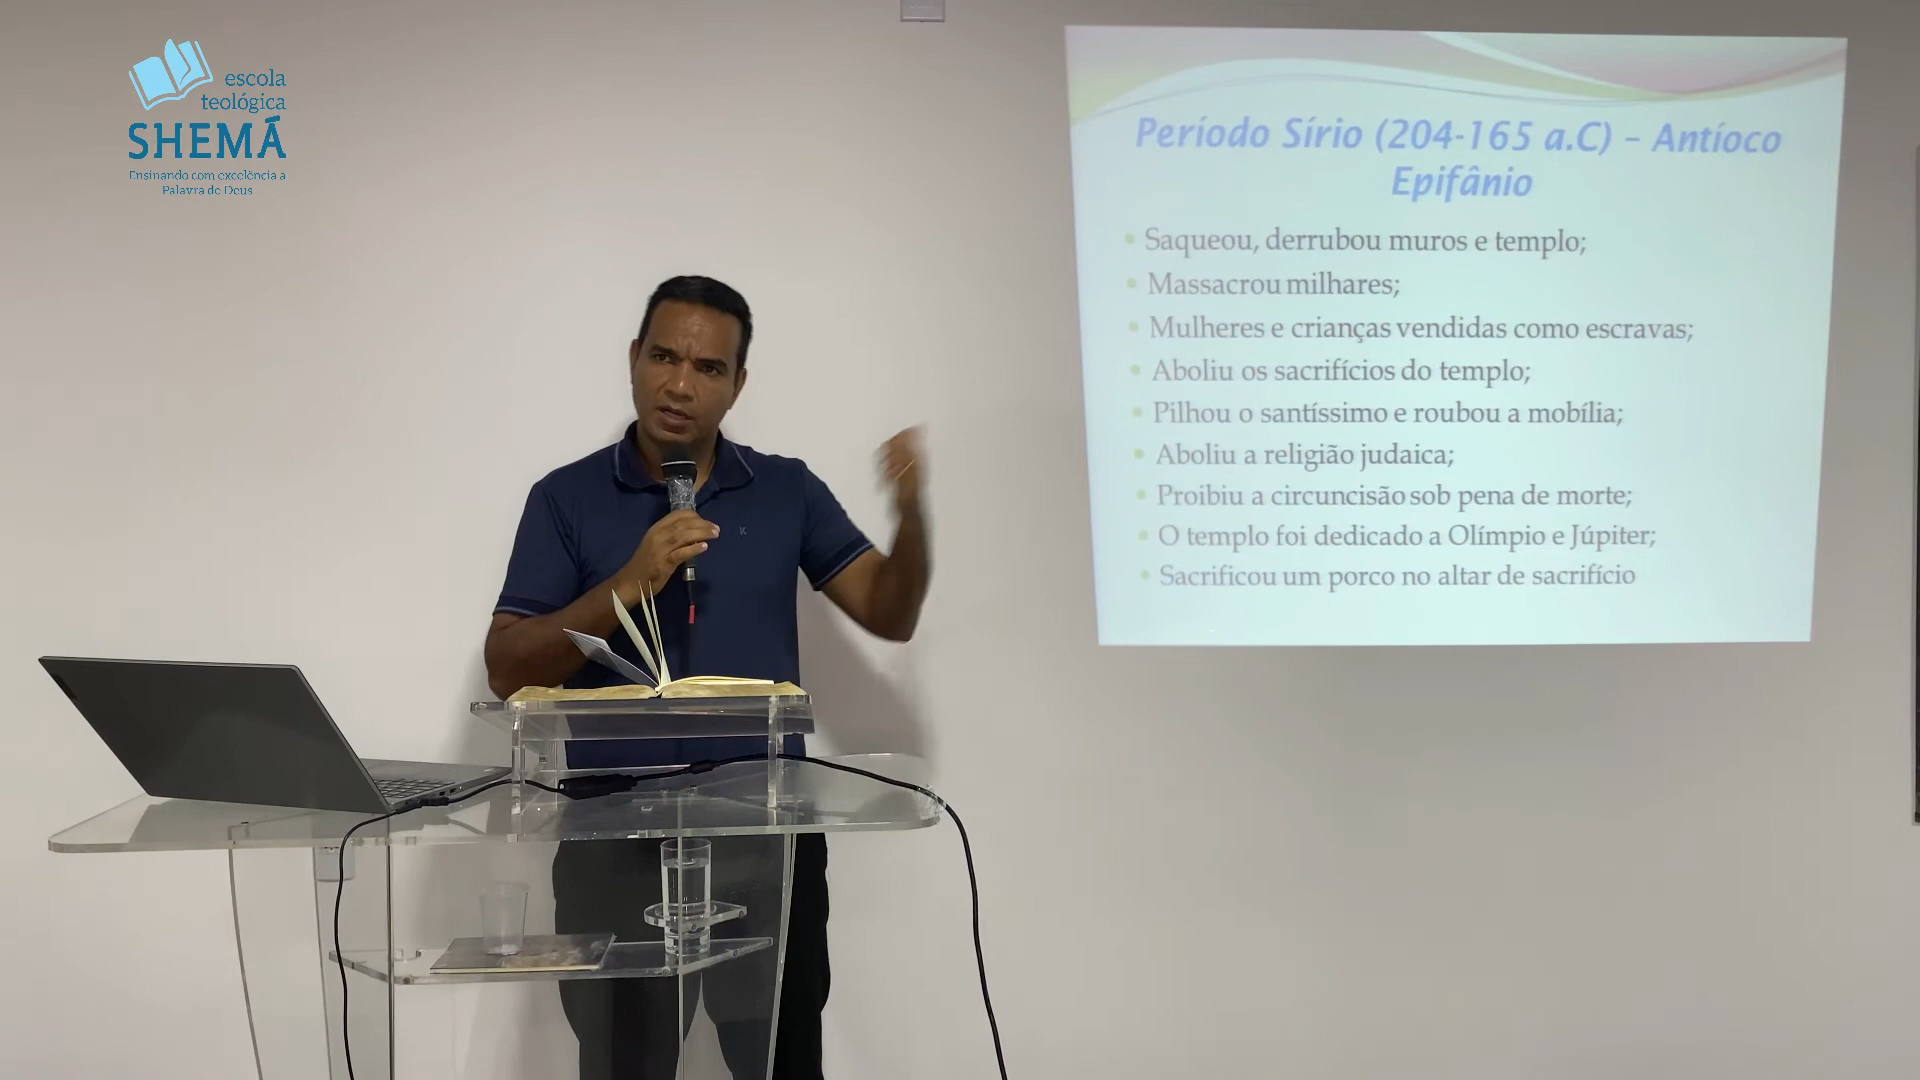 escola
teológica
SHEMÁ
Ensinando com excelência a
Palavra de Deus
Período Sírio (204-165 a.C) – Antíoco
Epifânio
Saqueou, derrubou muros e templo;
Massacrou milhares;
Mulheres e crianças vendidas como escravas;
Aboliu os sacrifícios do templo;
Pilhou o santíssimo e roubou a mobília;
Aboliu a religião judaica;
Proibiu a circuncisão sob pena de morte;
O templo foi dedicado a Olímpio e Júpiter;
Sacrificou um porco no altar de sacrifício